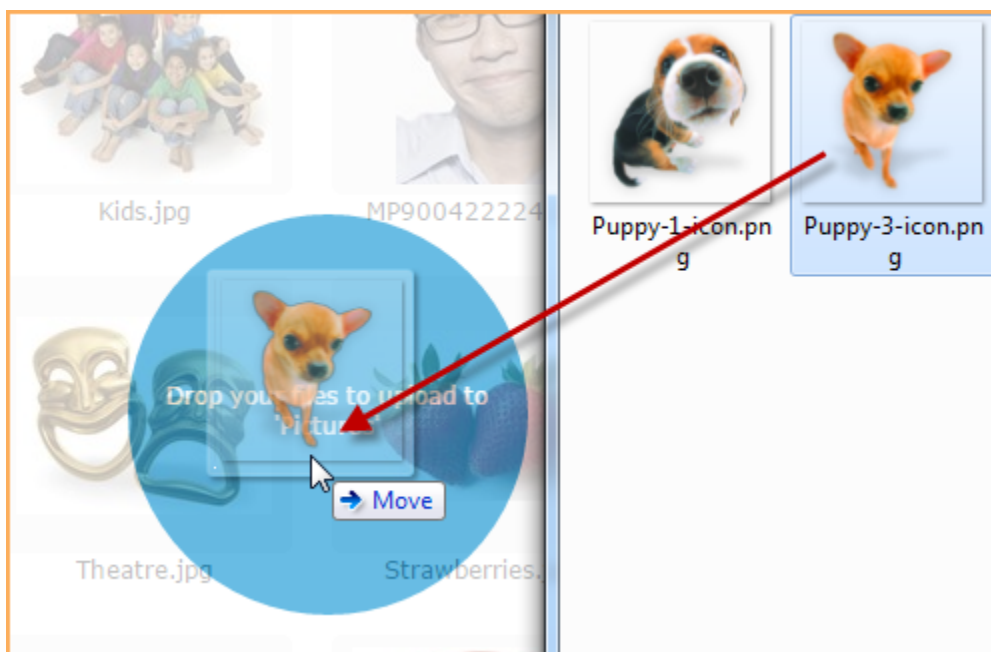 Kids.jpg
MP900422224
Puppy-1-icon.pn
g
Puppy-3-icon.pn
g
Drop your files to upload to
'Pictures'
Move
Theatre.jpg
Strawberries.